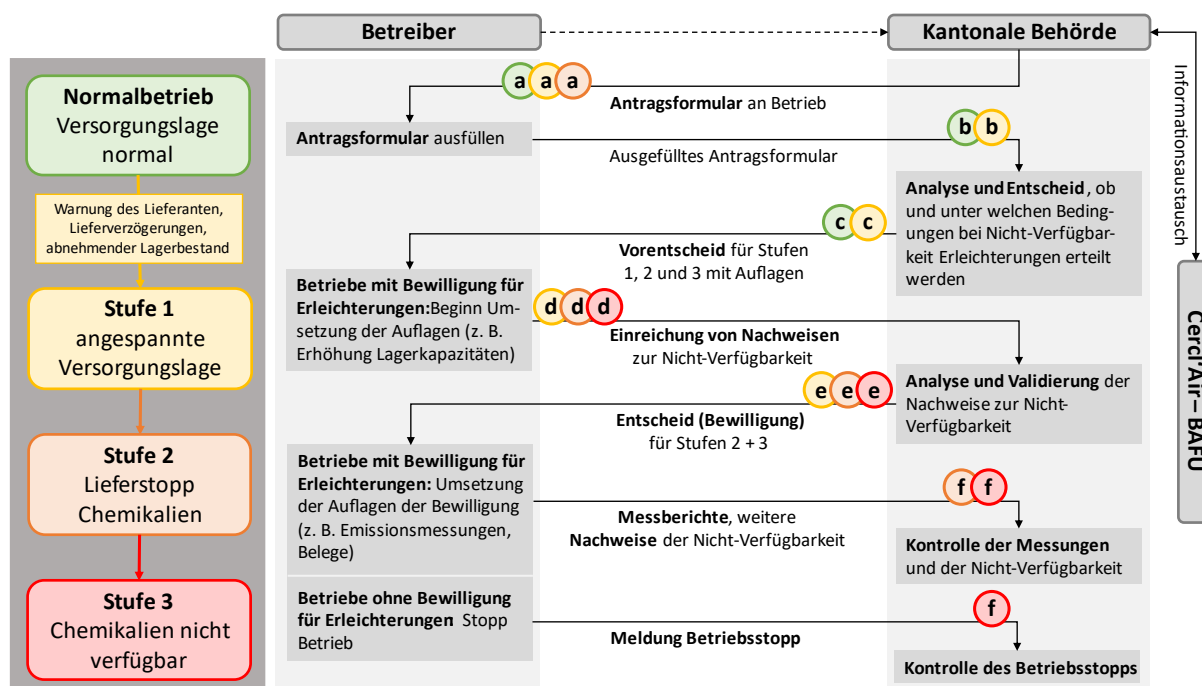 Betreiber
Kantonale Behörde
Normalbetrieb
Versorgungslage
normal
Warnung des Lieferanten,
Lieferverzögerungen,
abnehmender Lagerbestand
Stufe 1
angespannte
Versorgungslage
Stufe 2
Lieferstopp
Chemikalien
Stufe 3
Chemikalien nicht
verfügbar
a a a
Antragsformular an Betrieb
Antragsformular ausfüllen
b b
Ausgefülltes Antragsformular
Analyse und Entscheid, ob
und unter welchen Bedin-
gungen bei Nicht-Verfügbar-
keit Erleichterungen erteilt
werden
c c
Vorentscheid für Stufen
1, 2 und 3 mit Auflagen
Betriebe mit Bewilligung für
Erleichterungen:Beginn Um-
setzung der Auflagen (z. B.
Erhöhung Lagerkapazitäten)
d d d
Einreichung von Nachweisen
zur Nicht-Verfügbarkeit
Analyse und Validierung der
Nachweise zur Nicht-
Verfügbarkeit
e e e
Entscheid (Bewilligung)
für Stufen 2 + 3
Betriebe mit Bewilligung für
Erleichterungen: Umsetzung
der Auflagen der Bewilligung
(z. B. Emissionsmessungen,
Belege)
f f
Messberichte, weitere
Nachweise der Nicht-Verfügbarkeit
Kontrolle der Messungen
und der Nicht-Verfügbarkeit
Betriebe ohne Bewilligung
für Erleichterungen: Stopp
Betrieb
f
Meldung Betriebsstopp
Kontrolle des Betriebsstopps
Informationsaustausch
Cercl'Air – BAFU